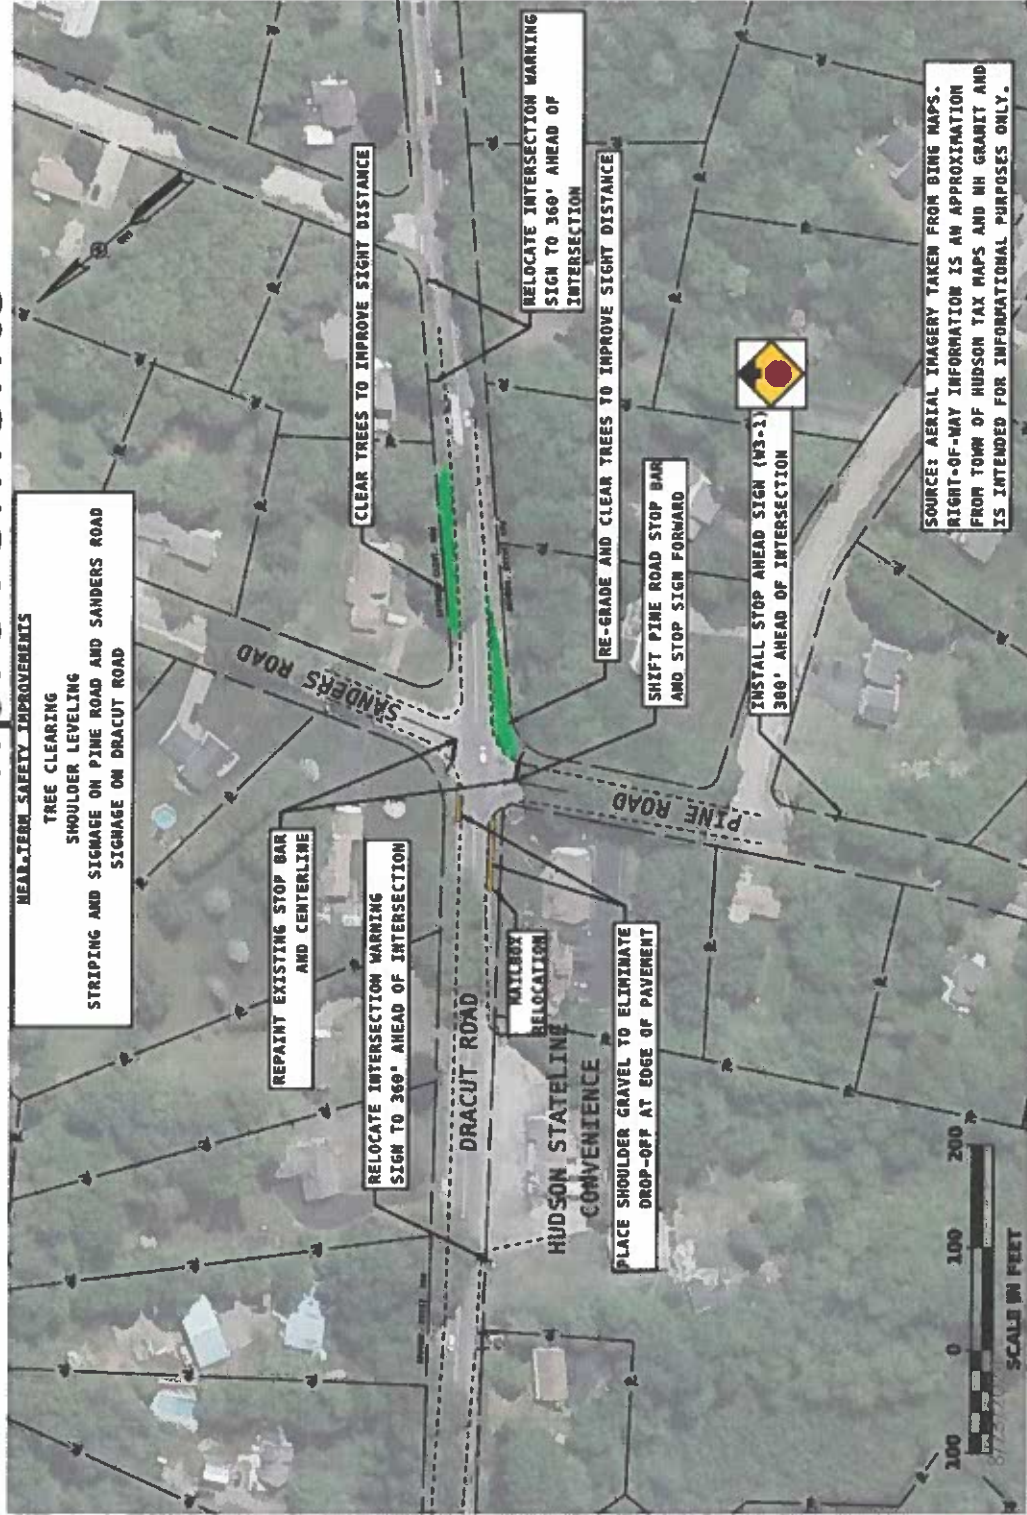 NEAR-TERM SAFETY IMPROVEMENTS
TREE CLEARING
SHOULDER LEVELING
STRIPING AND SIGNAGE ON PINE ROAD AND SANDERS ROAD
SIGNAGE ON DRACUT ROAD
REPAINT EXISTING STOP BAR
AND CENTERLINE
RELOCATE INTERSECTION WARNING
SIGN TO 360' AHEAD OF INTERSECTION
CLEAR TREES TO IMPROVE SIGHT DISTANCE
RELOCATE INTERSECTION WARNING
SIGN TO 360' AHEAD OF
INTERSECTION
SANDERS ROAD
DRACUT ROAD
MAILBOX
RELOCATION
HUDSON STATELINE
CONVENIENCE
PLACE SHOULDER GRAVEL TO ELIMINATE
DROP-OFF AT EDGE OF PAVEMENT
PINE ROAD
RE-GRADE AND CLEAR TREES TO IMPROVE SIGHT DISTANCE
SHIFT PINE ROAD STOP BAR
AND STOP SIGN FORWARD
INSTALL STOP AHEAD SIGN (W3-1)
300' AHEAD OF INTERSECTION
SOURCE: AERIAL IMAGERY TAKEN FROM BING MAPS.
RIGHT-OF-WAY INFORMATION IS AN APPROXIMATION
FROM TOWN OF HUDSON TAX MAPS AND NH GRANIT AND
IS INTENDED FOR INFORMATIONAL PURPOSES ONLY.
100 0 100 200
SCALE IN FEET